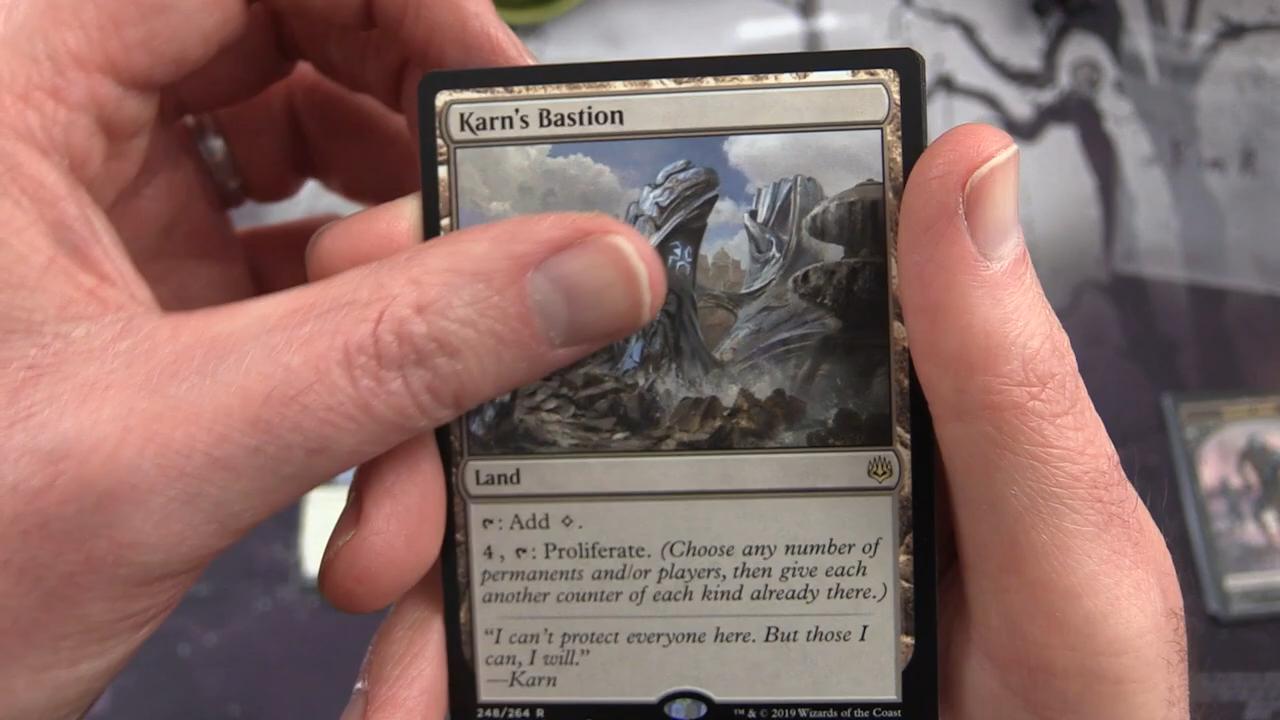 Karn's Bastion
Land
: Add .
4, : Proliferate. (Choose any number of
permanents and/or players, then give each
another counter of each kind already there.)
"I can't protect everyone here. But those I
can, I will."
—Karn
248/264 R
™ & © 2019 Wizards of the Coast